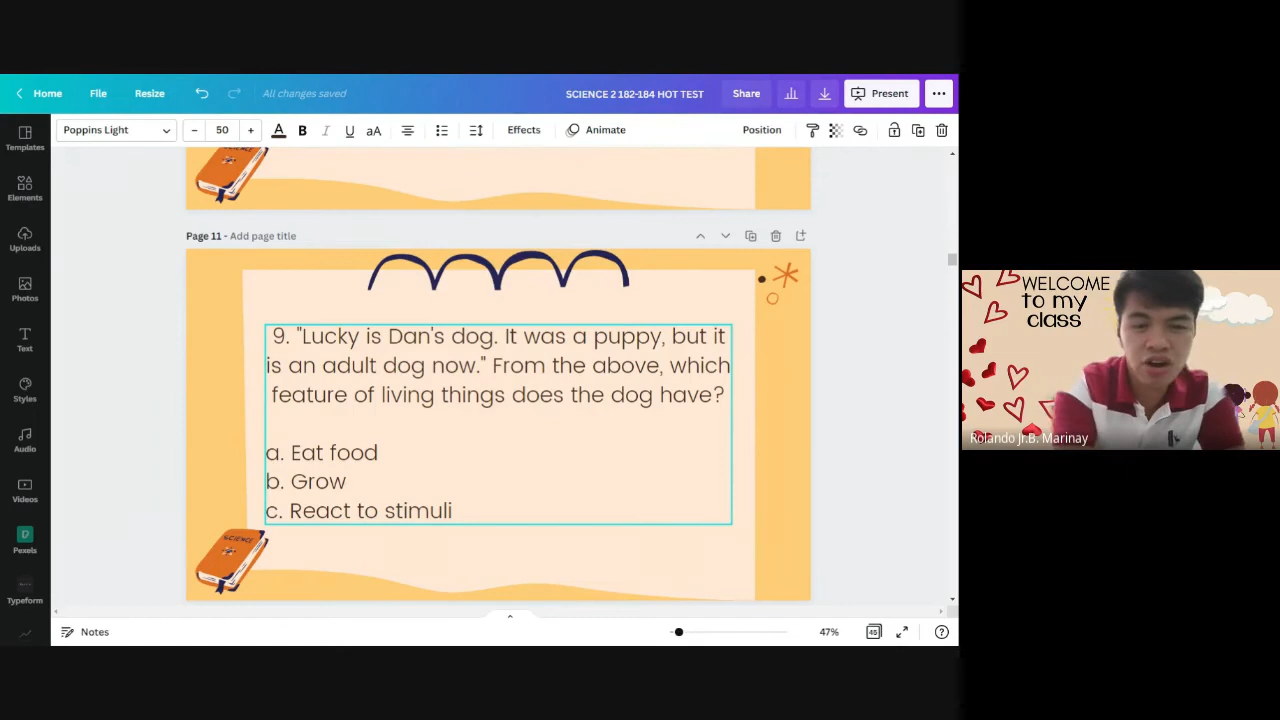 Home File Resize All changes saved SCIENCE 2 182-184 HOT TEST Share Present
Poppins Light 50 A B I U aA Effects Animate Position
Templates
Elements
Uploads
Photos
Text
Styles
Audio
Videos
Pexels
Typeform
SCIENCE
Page 11 - Add page title
9. "Lucky is Dan's dog. It was a puppy, but it
is an adult dog now." From the above, which
feature of living things does the dog have?
a. Eat food
b. Grow
c. React to stimuli
SCIENCE
Notes 47% 45 ?
WELCOME
to my
class
Rolando Jr.B. Marinay